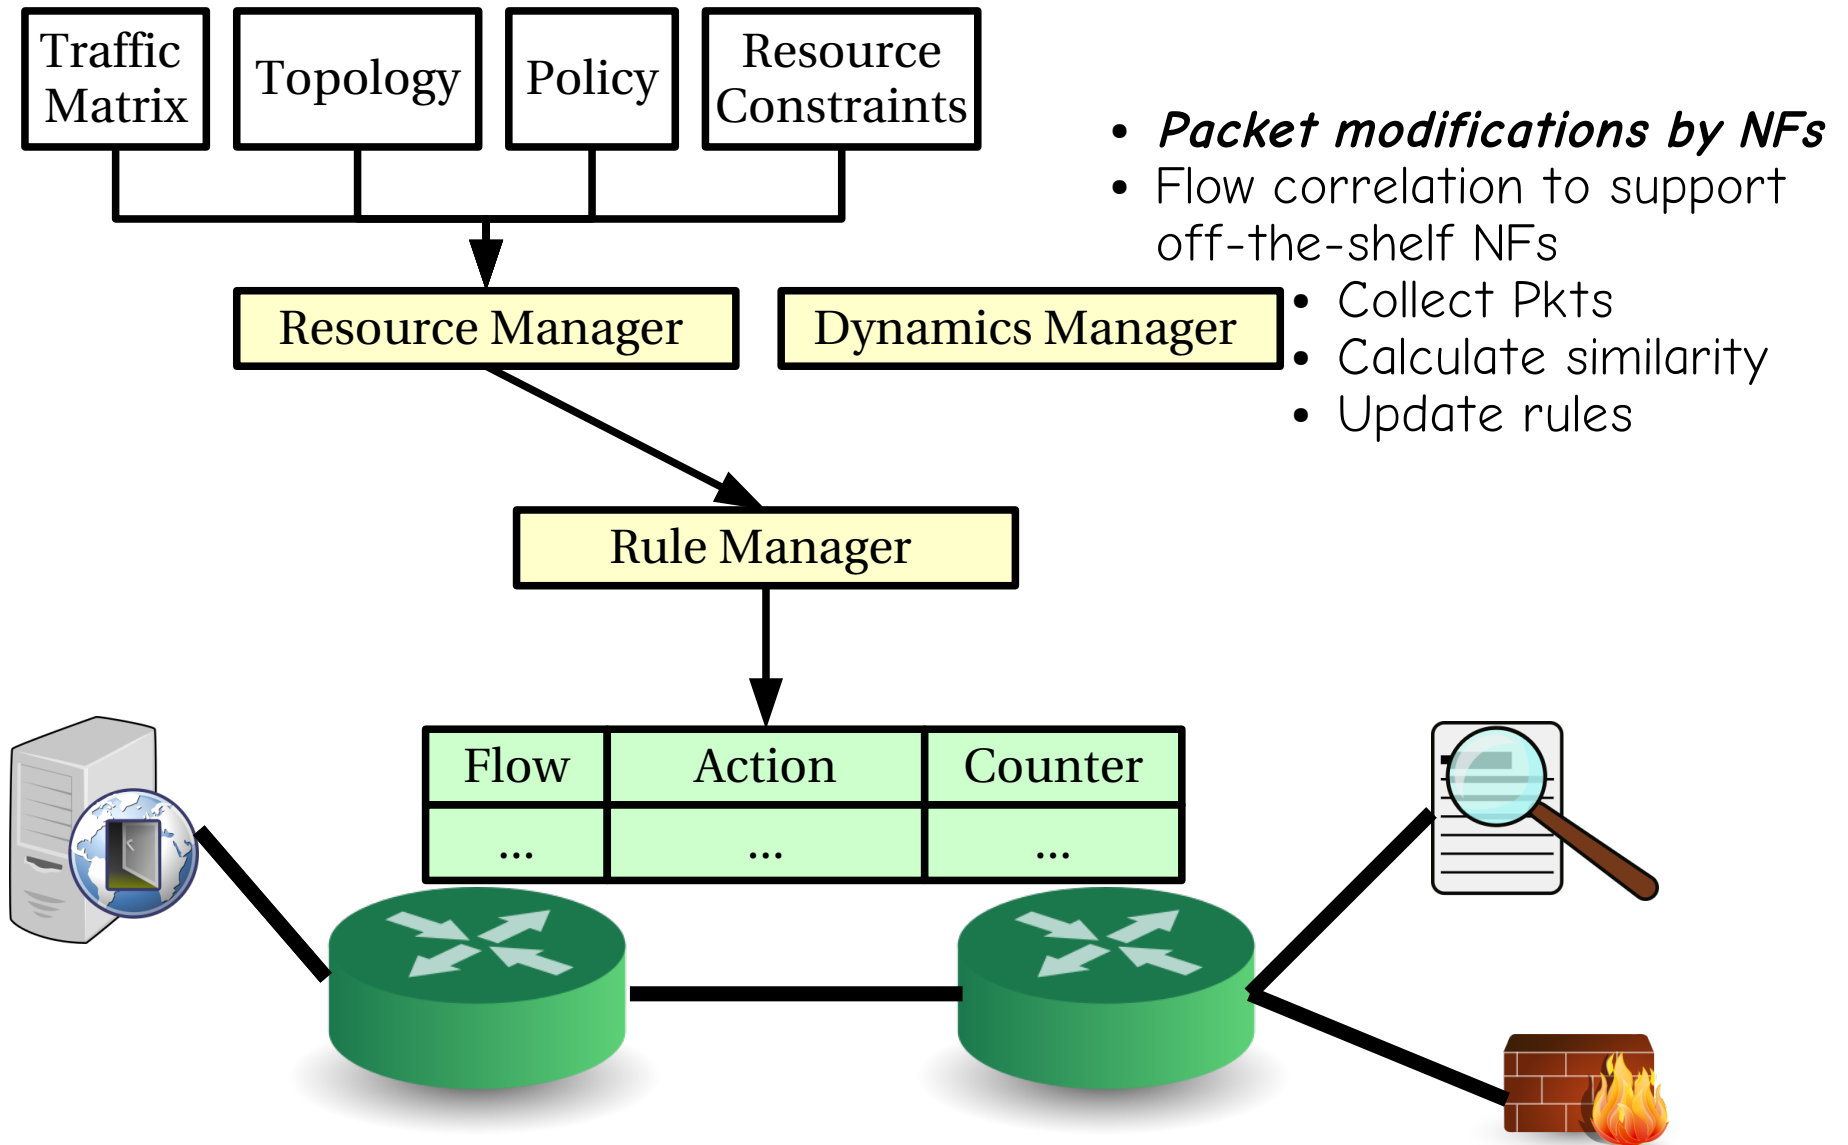 Traffic
Matrix
Topology
Policy
Resource
Constraints
• Packet modifications by NFs
• Flow correlation to support
off-the-shelf NFs
• Collect Pkts
• Calculate similarity
• Update rules
Resource Manager
Dynamics Manager
Rule Manager
Flow Action Counter
... ... ...